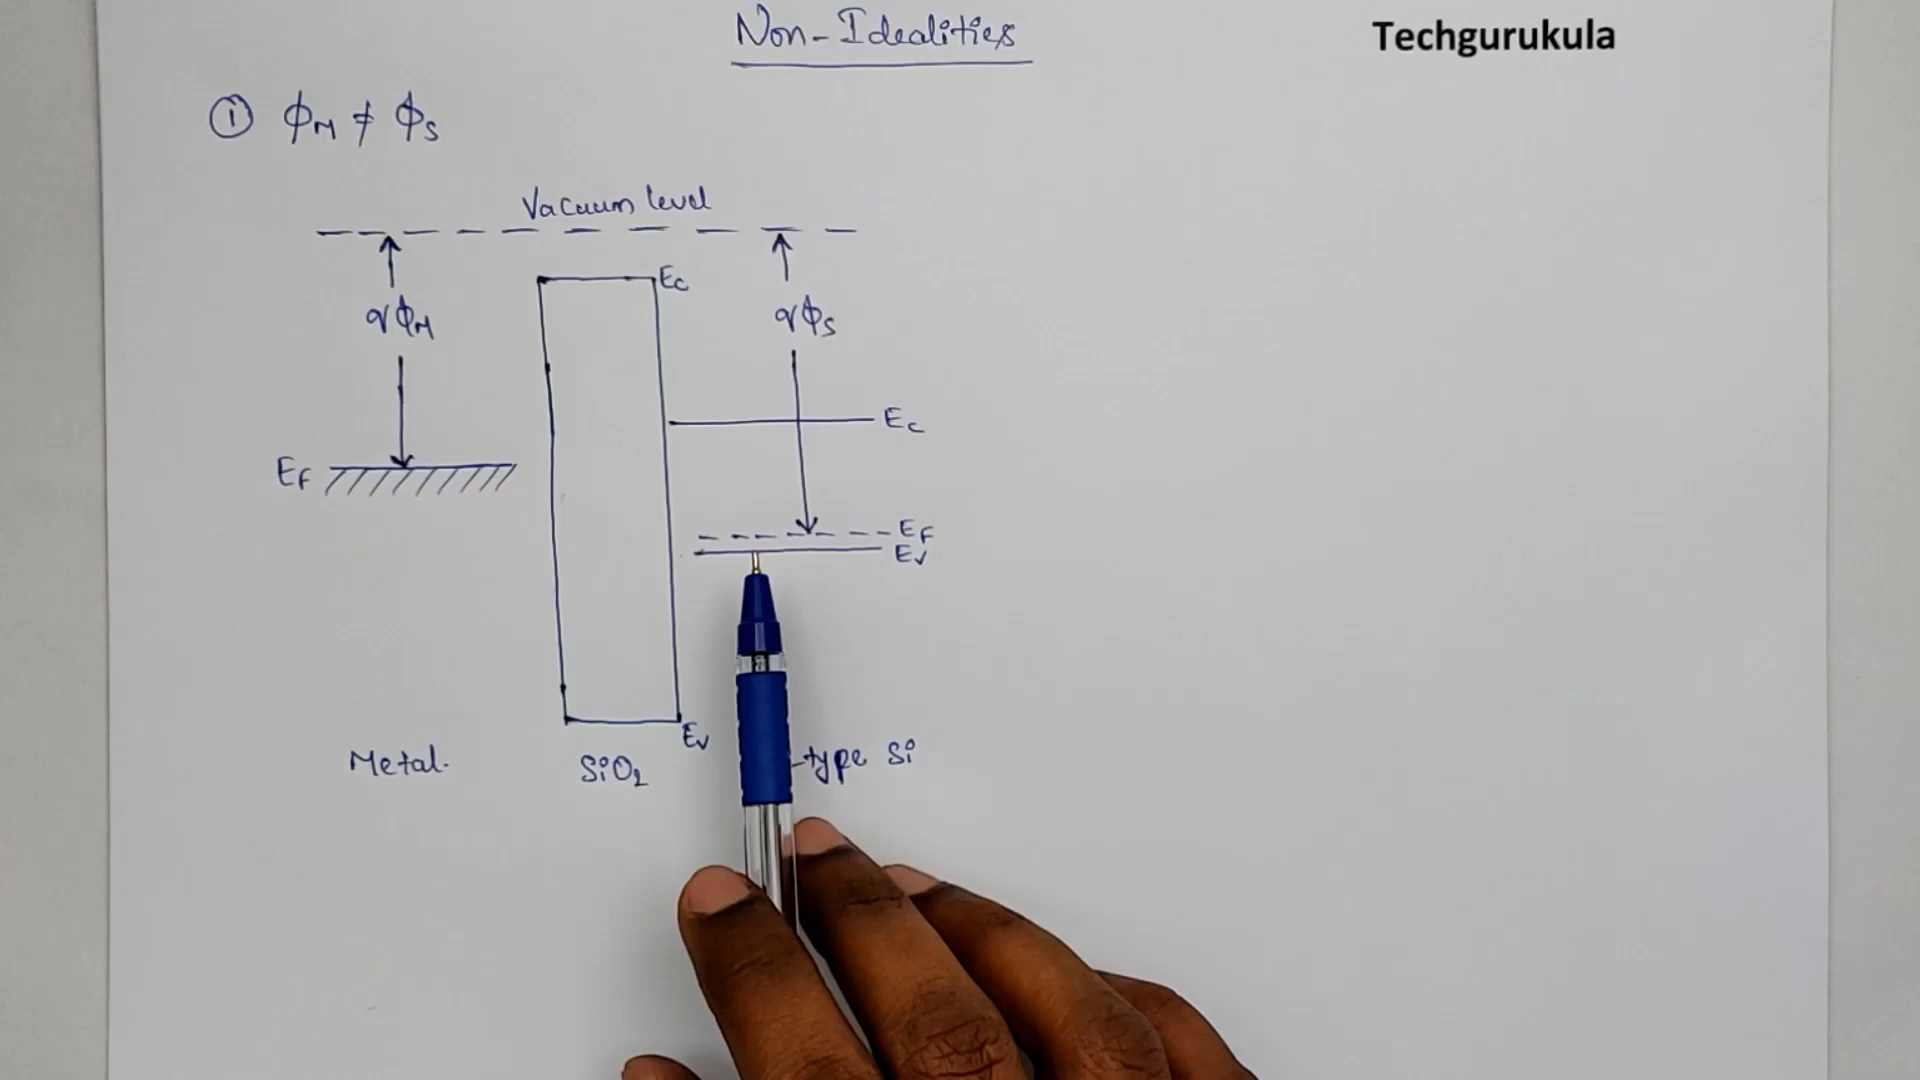 Non-Idealities
Techgurukula
① ϕM ≠ ϕS
Vacuum level
Ec
qϕM
qϕS
Ec
EF
EF
Ev
Ev
Metal.
SiO2
-type Si